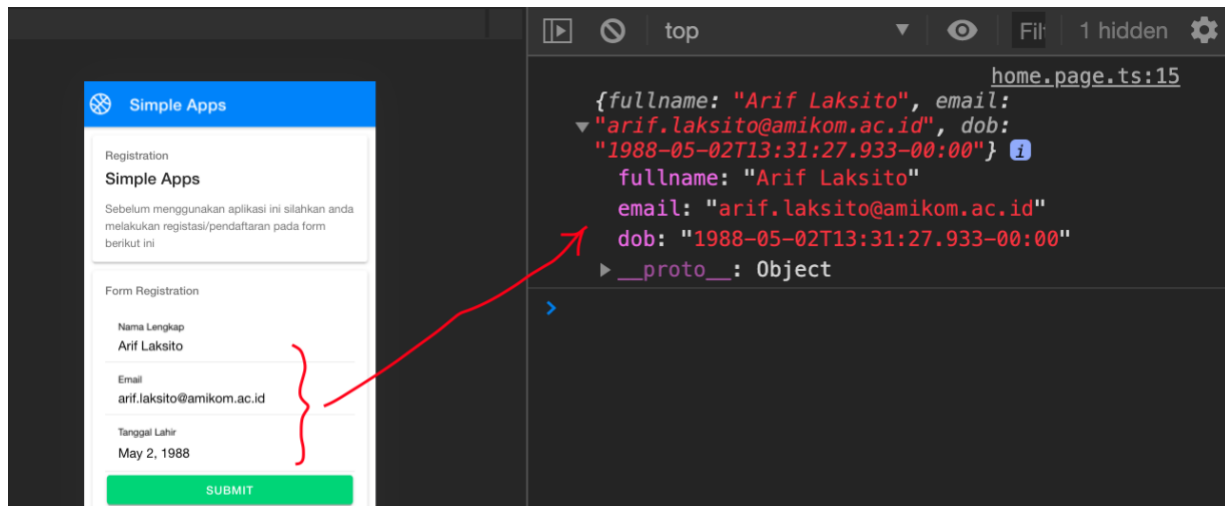 Simple Apps
Registration
Simple Apps
Sebelum menggunakan aplikasi ini silahkan anda
melakukan registasi/pendaftaran pada form
berikut ini
Form Registration
Nama Lengkap
Arif Laksito
Email
arif.laksito@amikom.ac.id
Tanggal Lahir
May 2, 1988
SUBMIT
top
Fil
1 hidden
home.page.ts:15
{fullname: "Arif Laksito", email:
"arif.laksito@amikom.ac.id", dob:
"1988-05-02T13:31:27.933-00:00"} i
fullname: "Arif Laksito"
email: "arif.laksito@amikom.ac.id"
dob: "1988-05-02T13:31:27.933-00:00"
__proto__: Object